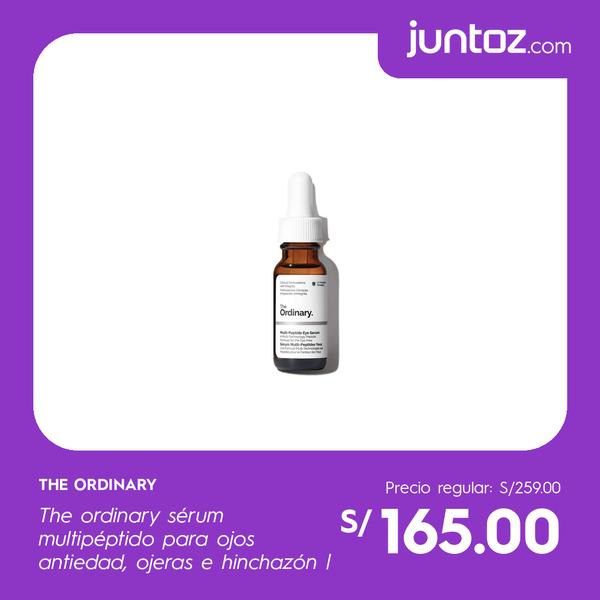 juntoz.com
The
Ordinary.
Multi-Peptide Eye Serum
THE ORDINARY
The ordinary sérum
multipéptido para ojos
antiedad, ojeras e hinchazón l
Precio regular: S/259.00
S/165.00